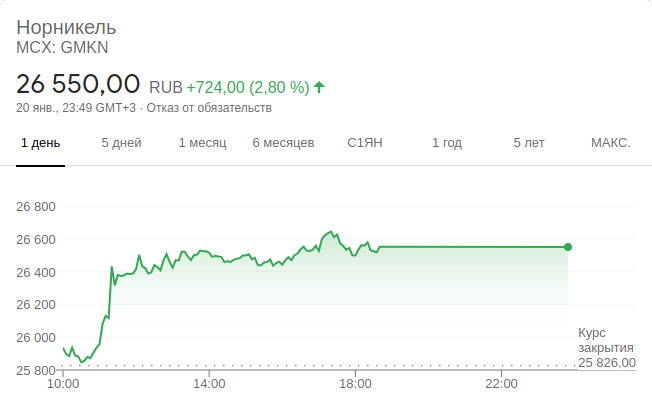 Норникель
MCX: GMKN
26 550,00 RUB +724,00 (2,80 %)
20 янв., 23:49 GMT+3 · Отказ от обязательств
1 день 5 дней 1 месяц 6 месяцев С1ЯН 1 год 5 лет МАКС.
26 800
26 600
26 400
26 200
26 000
Курс
закрытия
25 826,00
25 800
10:00 14:00 18:00 22:00